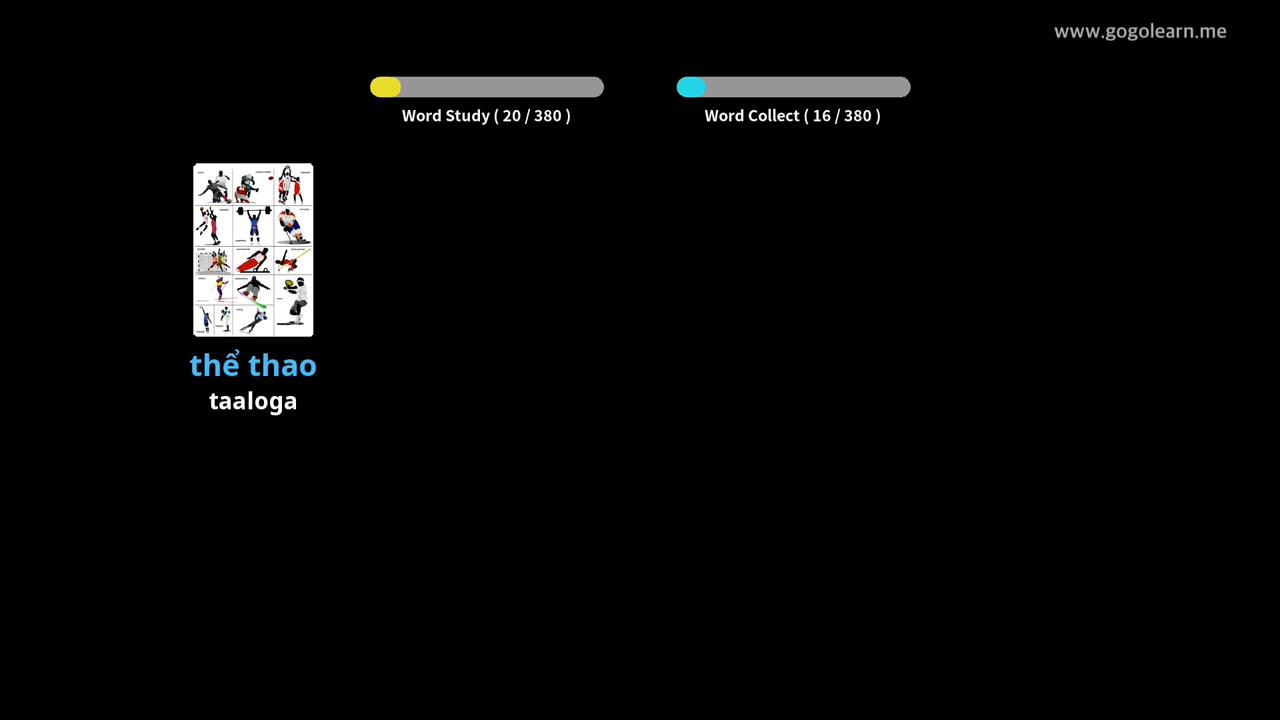 www.gogolearn.me
Word Study ( 20 / 380 )
Word Collect ( 16 / 380 )
thể thao
taaloga